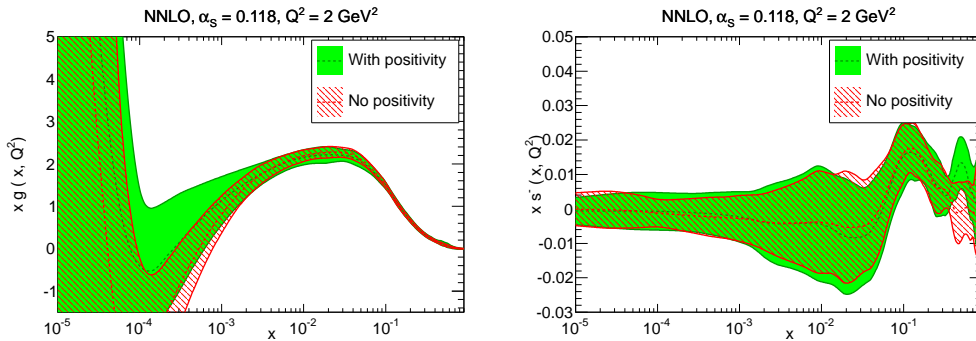 NNLO, αS = 0.118, Q² = 2 GeV²
x g ( x, Q²)
5
4
3
2
1
0
-1
With positivity
No positivity
10⁻⁵
10⁻⁴
10⁻³
10⁻²
10⁻¹
x
NNLO, αS = 0.118, Q² = 2 GeV²
x s⁻ ( x, Q²)
0.05
0.04
0.03
0.02
0.01
0
-0.01
-0.02
-0.03
With positivity
No positivity
10⁻⁵
10⁻⁴
10⁻³
10⁻²
10⁻¹
x